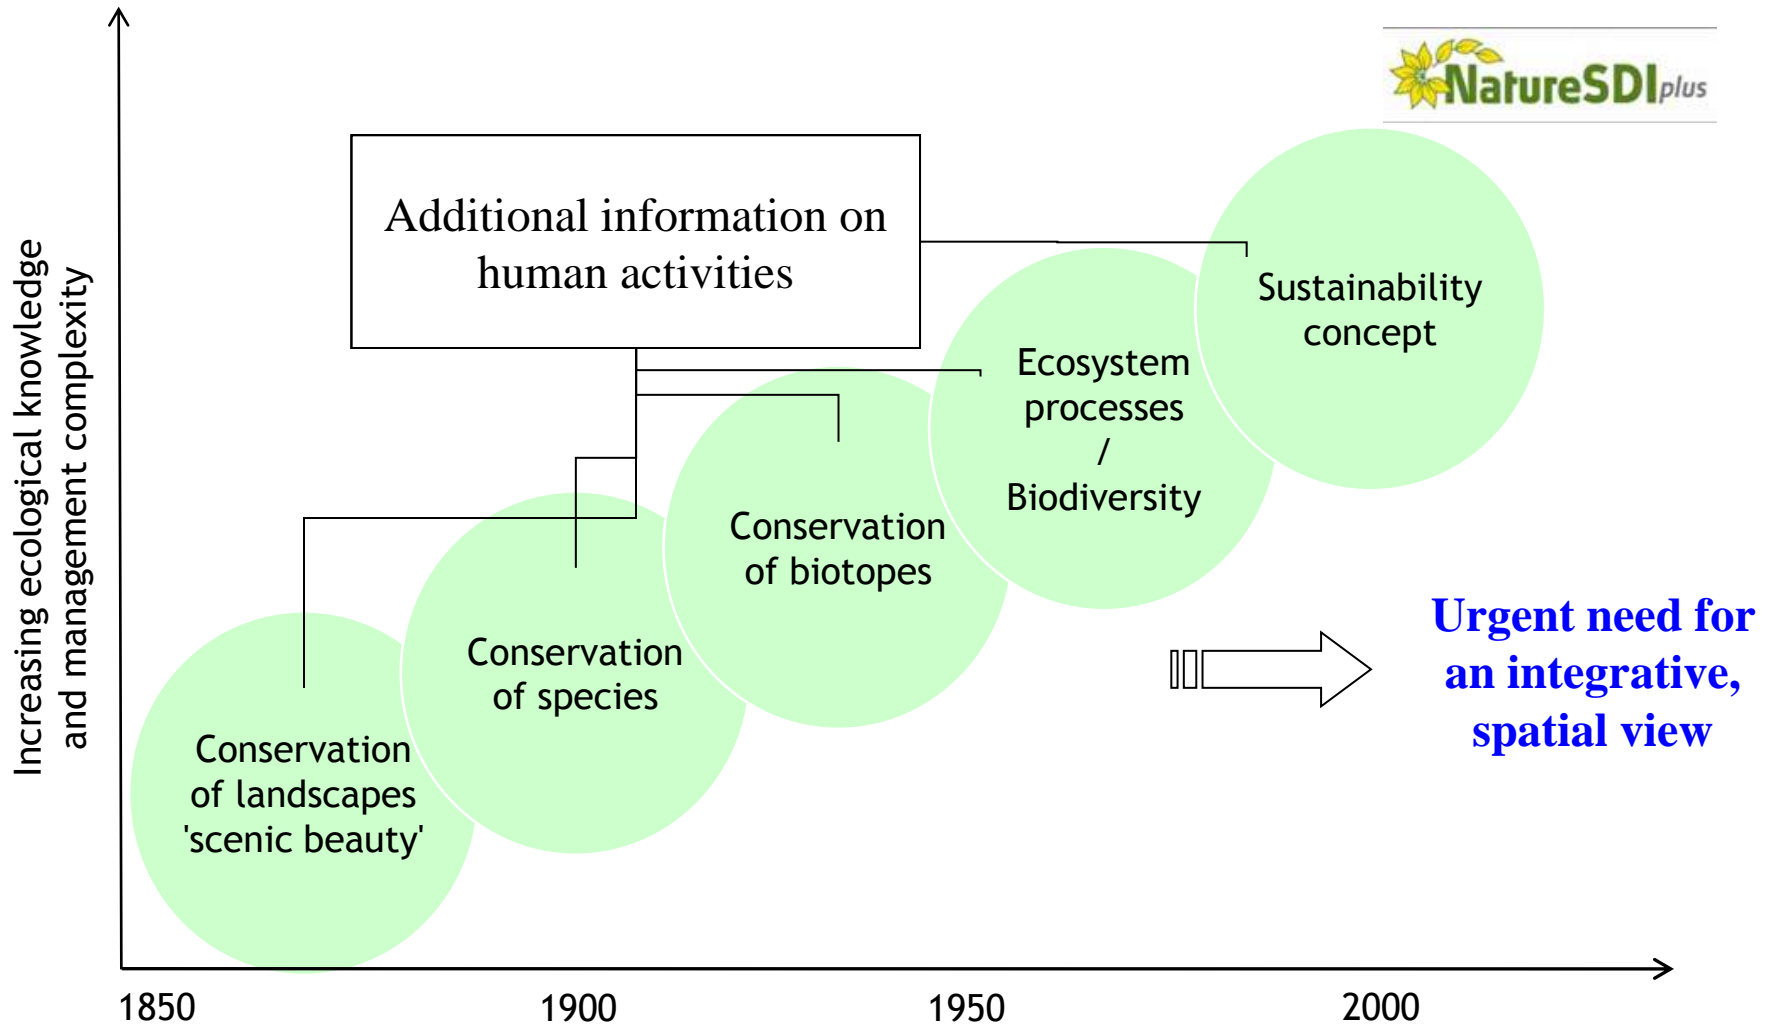 NatureSDIplus
Additional information on
human activities
Sustainability
concept
Ecosystem
processes
/
Biodiversity
Conservation
of biotopes
Conservation
of species
Conservation
of landscapes
'scenic beauty'
Increasing ecological knowledge
and management complexity
Urgent need for
an integrative,
spatial view
1850
1900
1950
2000